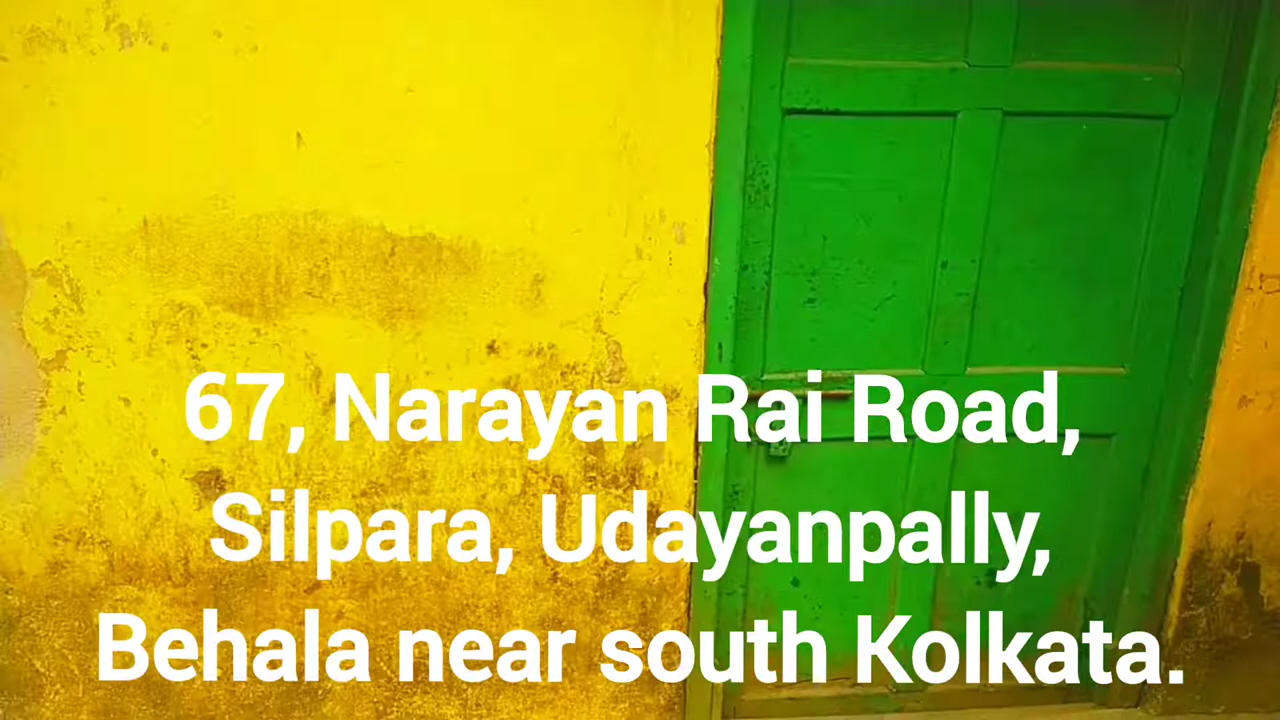 67, Narayan Rai Road,
Silpara, Udayanpally,
Behala near south Kolkata.